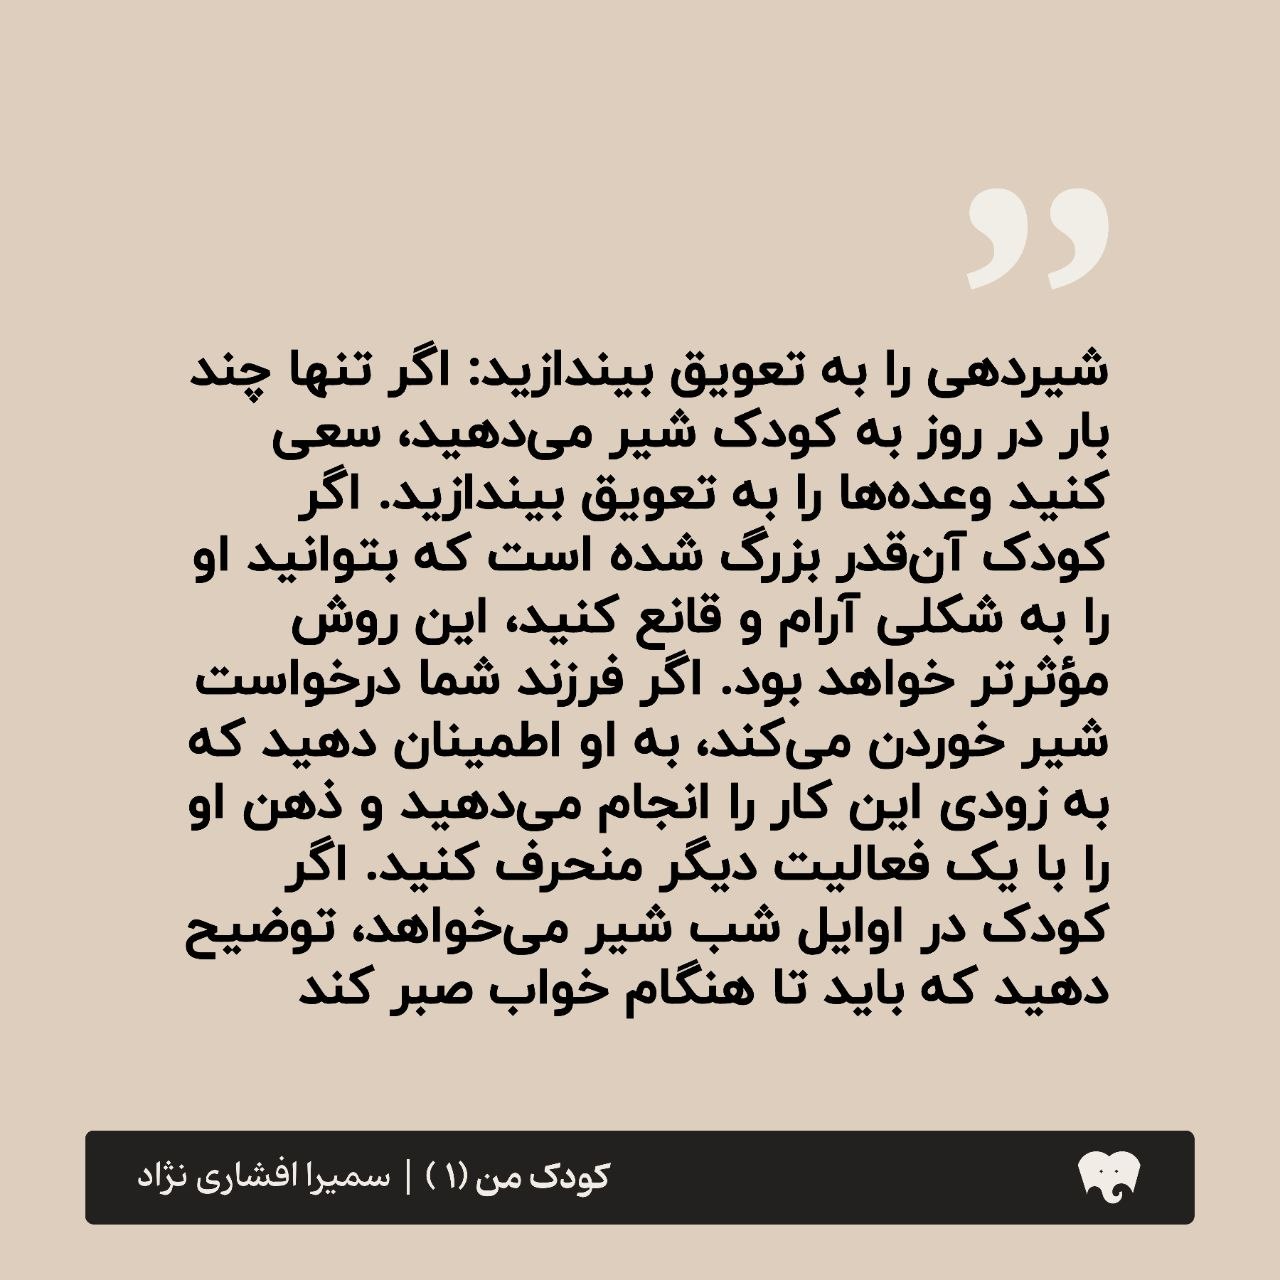 ”
شیردهی را به تعویق بیندازید: اگر تنها چند
بار در روز به کودک شیر می‌دهید، سعی
کنید وعده‌ها را به تعویق بیندازید. اگر
کودک آن‌قدر بزرگ شده است که بتوانید او
را به شکلی آرام و قانع کنید، این روش
مؤثرتر خواهد بود. اگر فرزند شما درخواست
شیر خوردن می‌کند، به او اطمینان دهید که
به زودی این کار را انجام می‌دهید و ذهن او
را با یک فعالیت دیگر منحرف کنید. اگر
کودک در اوایل شب شیر می‌خواهد، توضیح
دهید که باید تا هنگام خواب صبر کند
کودک من (۱) | سمیرا افشاری نژاد